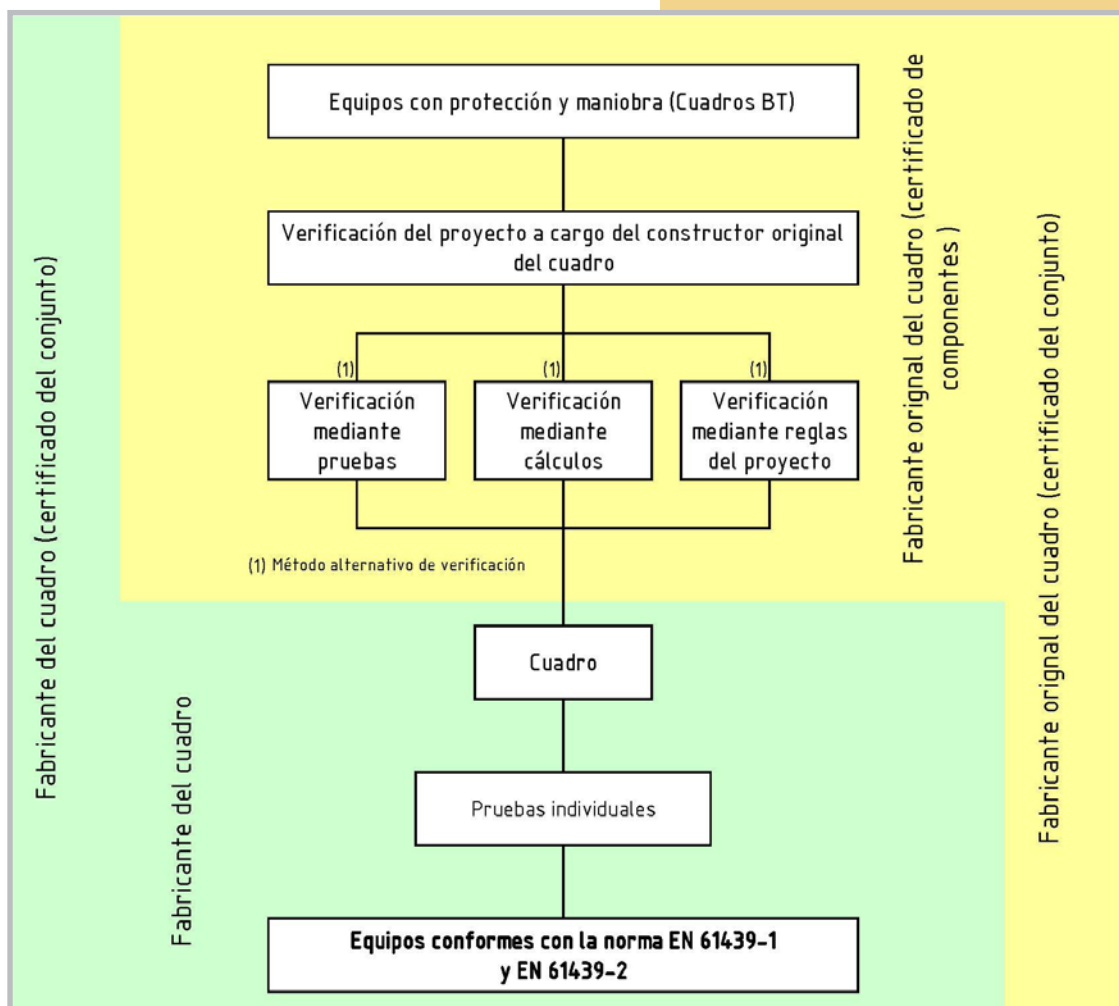 Equipos con protección y maniobra (Cuadros BT)
Verificación del proyecto a cargo del constructor original
del cuadro
(1)
(1)
(1)
Verificación
mediante
pruebas
Verificación
mediante
cálculos
Verificación
mediante reglas
del proyecto
(1) Método alternativo de verificación
Cuadro
Pruebas individuales
Equipos conformes con la norma EN 61439-1
y EN 61439-2
Fabricante del cuadro (certificado del conjunto)
Fabricante del cuadro
Fabricante orignal del cuadro (certificado de
componentes )
Fabricante orignal del cuadro (certificado del conjunto)